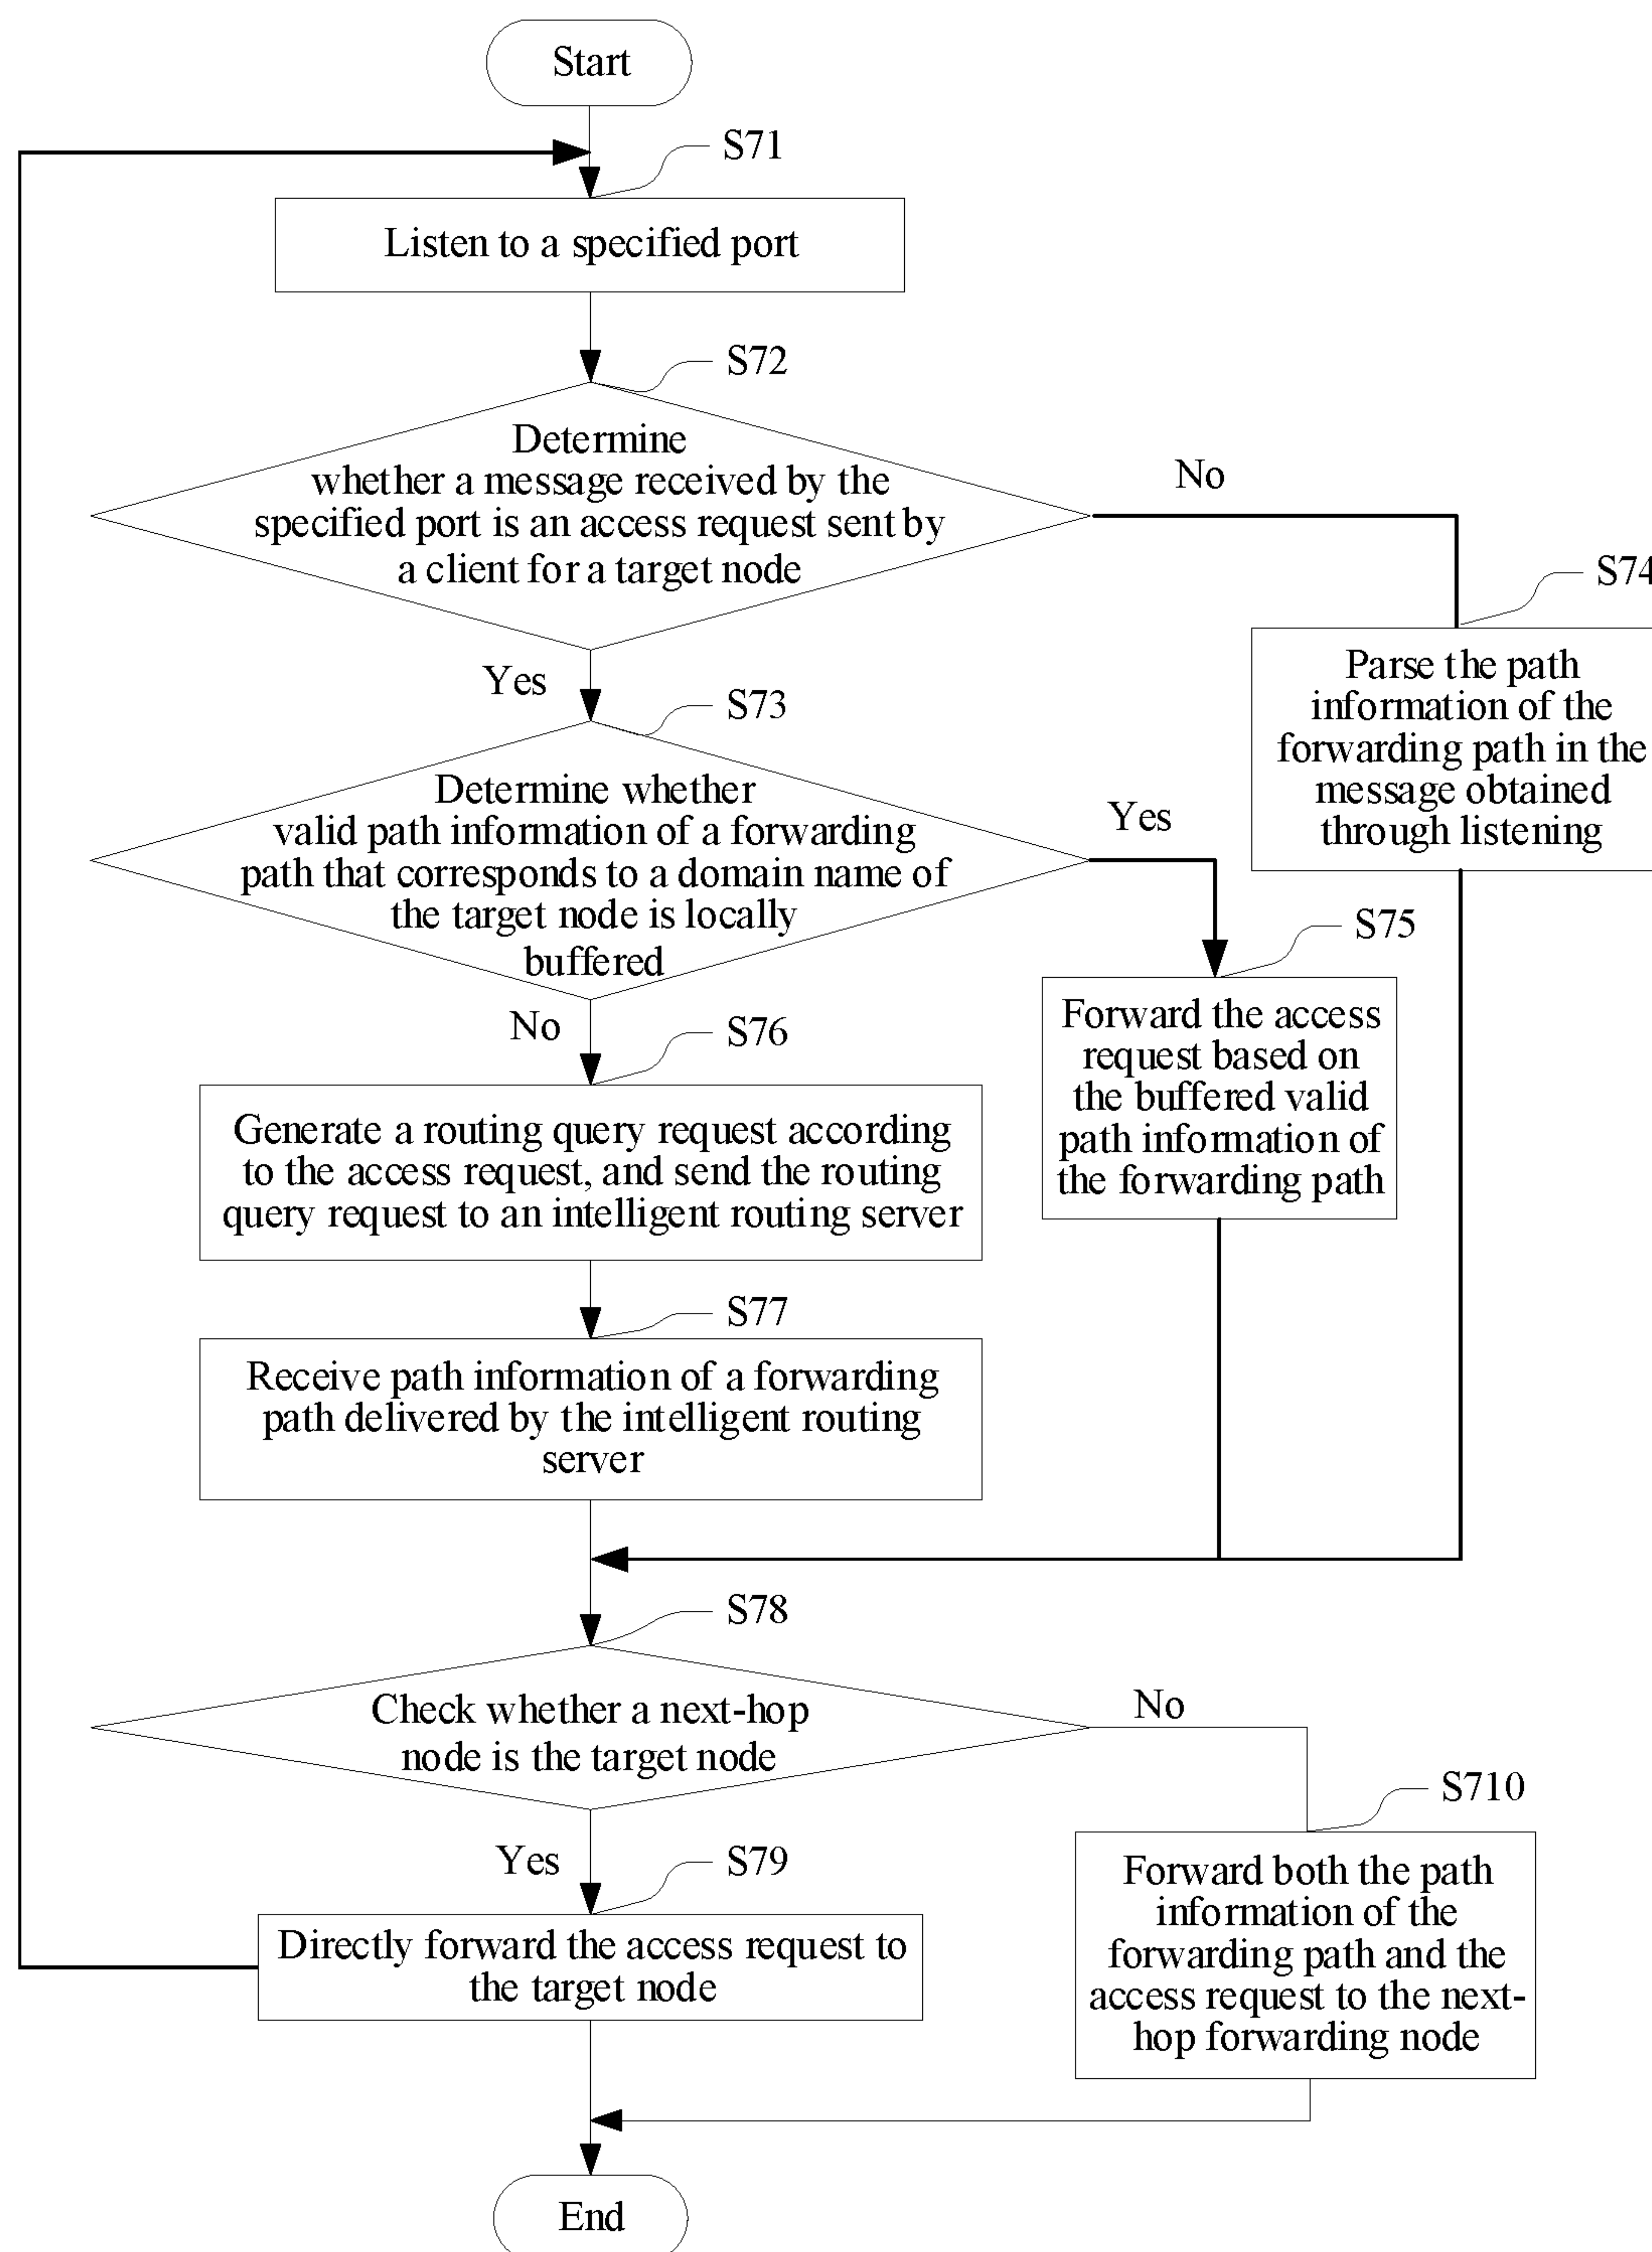 Start
S71
Listen to a specified port
S72
Determine
whether a message received by the
specified port is an access request sent by
a client for a target node
No
S74
Parse the path
information of the
forwarding path in the
message obtained
through listening
Yes
S73
Determine whether
valid path information of a forwarding
path that corresponds to a domain name of
the target node is locally
buffered
Yes
S75
Forward the access
request based on
the buffered valid
path information of
the forwarding path
No
S76
Generate a routing query request according
to the access request, and send the routing
query request to an intelligent routing server
S77
Receive path information of a forwarding
path delivered by the intelligent routing
server
S78
Check whether a next-hop
node is the target node
No
S710
Forward both the path
information of the
forwarding path and the
access request to the next-
hop forwarding node
Yes
S79
Directly forward the access request to
the target node
End